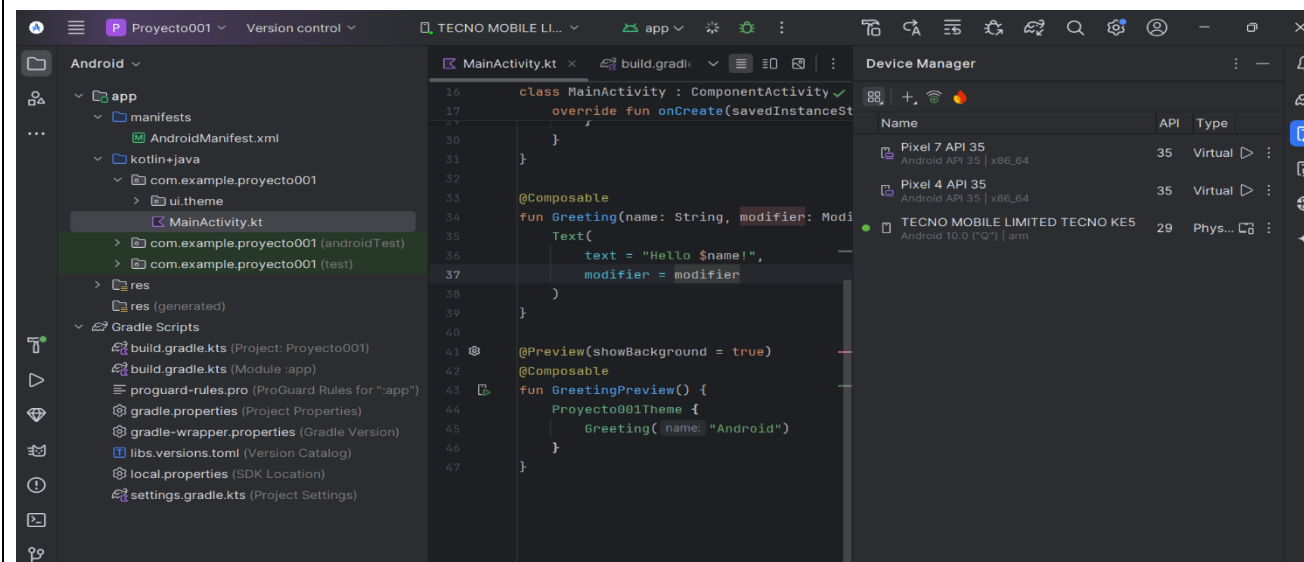 P Proyecto001 Version control TECNO MOBILE LI... app
Android
app
manifests
AndroidManifest.xml
kotlin+java
com.example.proyecto001
ui.theme
MainActivity.kt
com.example.proyecto001 (androidTest)
com.example.proyecto001 (test)
res
res (generated)
Gradle Scripts
build.gradle.kts (Project: Proyecto001)
build.gradle.kts (Module :app)
proguard-rules.pro (ProGuard Rules for ":app")
gradle.properties (Project Properties)
gradle-wrapper.properties (Gradle Version)
libs.versions.toml (Version Catalog)
local.properties (SDK Location)
settings.gradle.kts (Project Settings)
MainActivity.kt build.gradle
16 class MainActivity : ComponentActivity
17 override fun onCreate(savedInstanceSt
30 }
31 }
32
33 @Composable
34 fun Greeting(name: String, modifier: Modi
35 Text(
36 text = "Hello $name!",
37 modifier = modifier
38 )
39 }
40
41 @Preview(showBackground = true)
42 @Composable
43 fun GreetingPreview() {
44 Proyecto001Theme {
45 Greeting( name: "Android")
46 }
47 }
Device Manager
Name API Type
Pixel 7 API 35 35 Virtual
Android API 35 | x86_64
Pixel 4 API 35 35 Virtual
Android API 35 | x86_64
TECNO MOBILE LIMITED TECNO KE5 29 Phys...
Android 10.0 ("Q") | arm